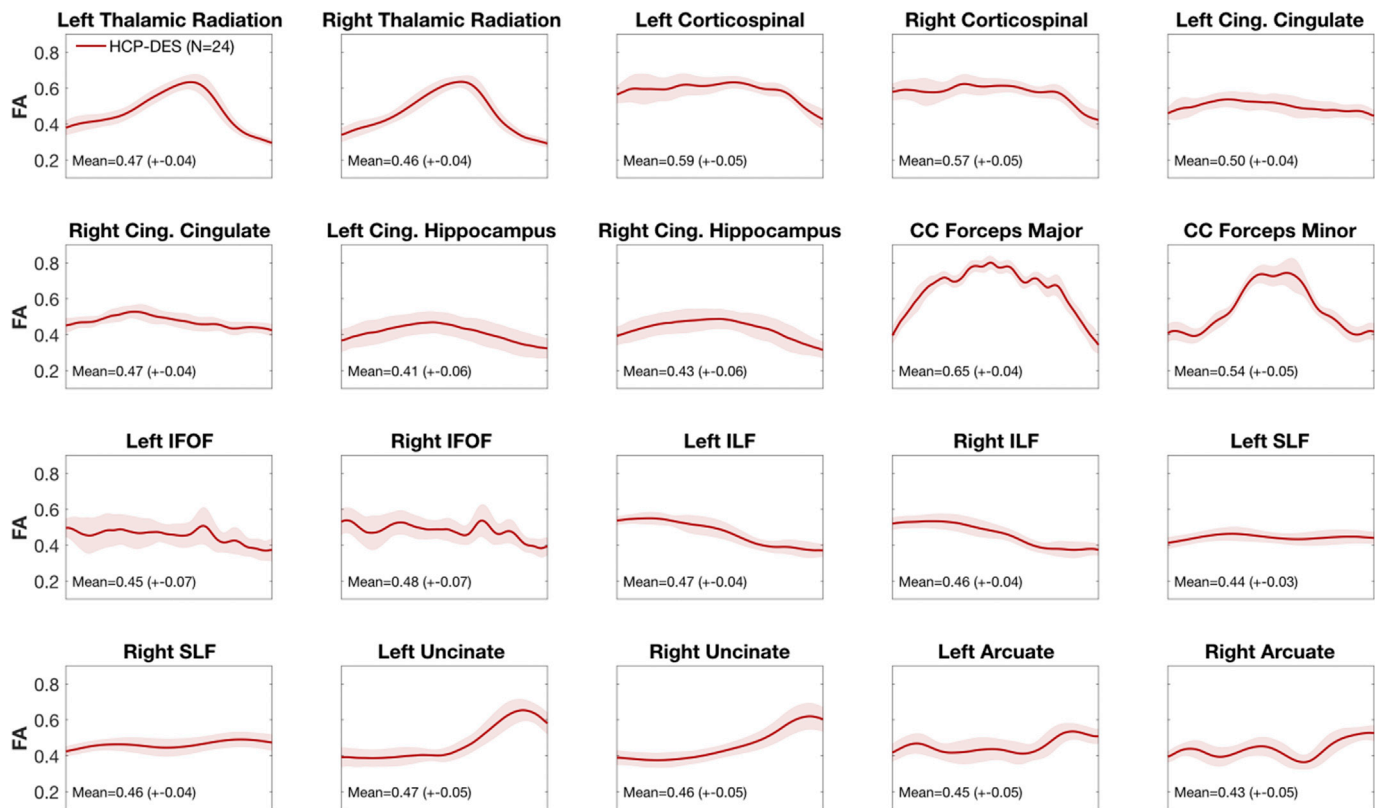 Left Thalamic Radiation
Right Thalamic Radiation
Left Corticospinal
Right Corticospinal
Left Cing. Cingulate
HCP-DES (N=24)
FA
0.8
0.6
0.4
0.2
Mean=0.47 (+-0.04)
Mean=0.46 (+-0.04)
Mean=0.59 (+-0.05)
Mean=0.57 (+-0.05)
Mean=0.50 (+-0.04)
Right Cing. Cingulate
Left Cing. Hippocampus
Right Cing. Hippocampus
CC Forceps Major
CC Forceps Minor
FA
0.8
0.6
0.4
0.2
Mean=0.47 (+-0.04)
Mean=0.41 (+-0.06)
Mean=0.43 (+-0.06)
Mean=0.65 (+-0.04)
Mean=0.54 (+-0.05)
Left IFOF
Right IFOF
Left ILF
Right ILF
Left SLF
FA
0.8
0.6
0.4
0.2
Mean=0.45 (+-0.07)
Mean=0.48 (+-0.07)
Mean=0.47 (+-0.04)
Mean=0.46 (+-0.04)
Mean=0.44 (+-0.03)
Right SLF
Left Uncinate
Right Uncinate
Left Arcuate
Right Arcuate
FA
0.8
0.6
0.4
0.2
Mean=0.46 (+-0.04)
Mean=0.47 (+-0.05)
Mean=0.46 (+-0.05)
Mean=0.45 (+-0.05)
Mean=0.43 (+-0.05)